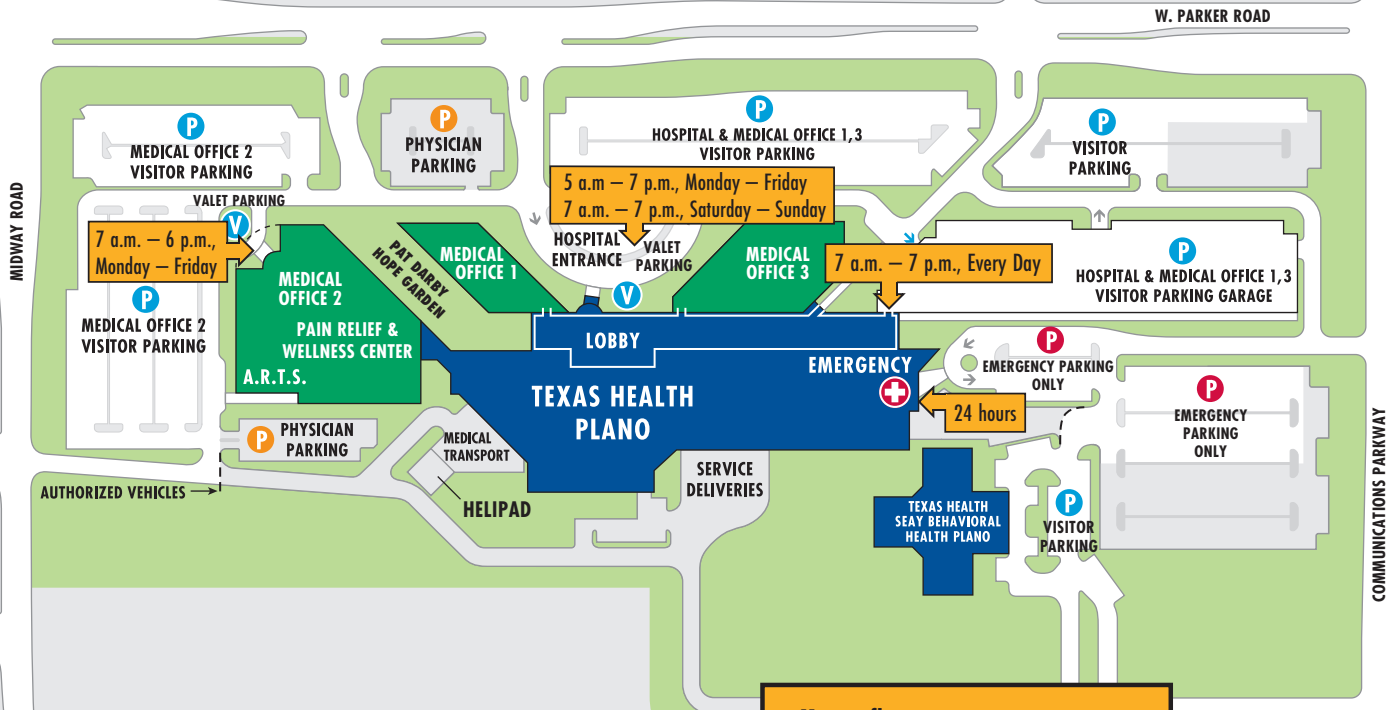 W. PARKER ROAD
MIDWAY ROAD
COMMUNICATIONS PARKWAY
P
MEDICAL OFFICE 2
VISITOR PARKING
P
PHYSICIAN
PARKING
P
HOSPITAL & MEDICAL OFFICE 1,3
VISITOR PARKING
P
VISITOR
PARKING
VALET PARKING
V
7 a.m. – 6 p.m.,
Monday – Friday
5 a.m – 7 p.m., Monday – Friday
7 a.m. – 7 p.m., Saturday – Sunday
HOSPITAL
ENTRANCE
VALET
PARKING
V
PAT DARBY
HOPE GARDEN
MEDICAL
OFFICE 1
MEDICAL
OFFICE 3
7 a.m. – 7 p.m., Every Day
P
HOSPITAL & MEDICAL OFFICE 1,3
VISITOR PARKING GARAGE
P
MEDICAL OFFICE 2
VISITOR PARKING
MEDICAL
OFFICE 2
PAIN RELIEF &
WELLNESS CENTER
A.R.T.S.
LOBBY
EMERGENCY
TEXAS HEALTH
PLANO
24 hours
P
EMERGENCY PARKING
ONLY
P
EMERGENCY
PARKING
ONLY
P
PHYSICIAN
PARKING
MEDICAL
TRANSPORT
HELIPAD
SERVICE
DELIVERIES
AUTHORIZED VEHICLES
TEXAS HEALTH
SEAY BEHAVIORAL
HEALTH PLANO
P
VISITOR
PARKING